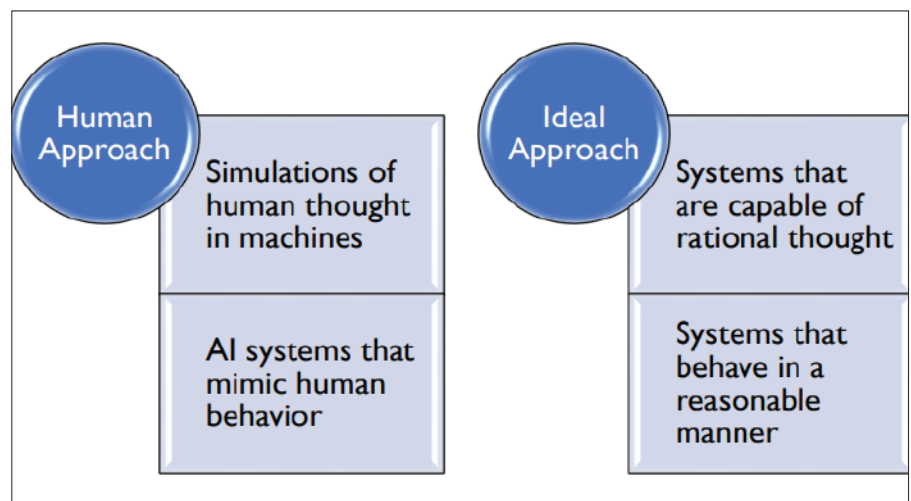 Human
Approach
Simulations of
human thought
in machines
AI systems that
mimic human
behavior
Ideal
Approach
Systems that
are capable of
rational thought
Systems that
behave in a
reasonable
manner